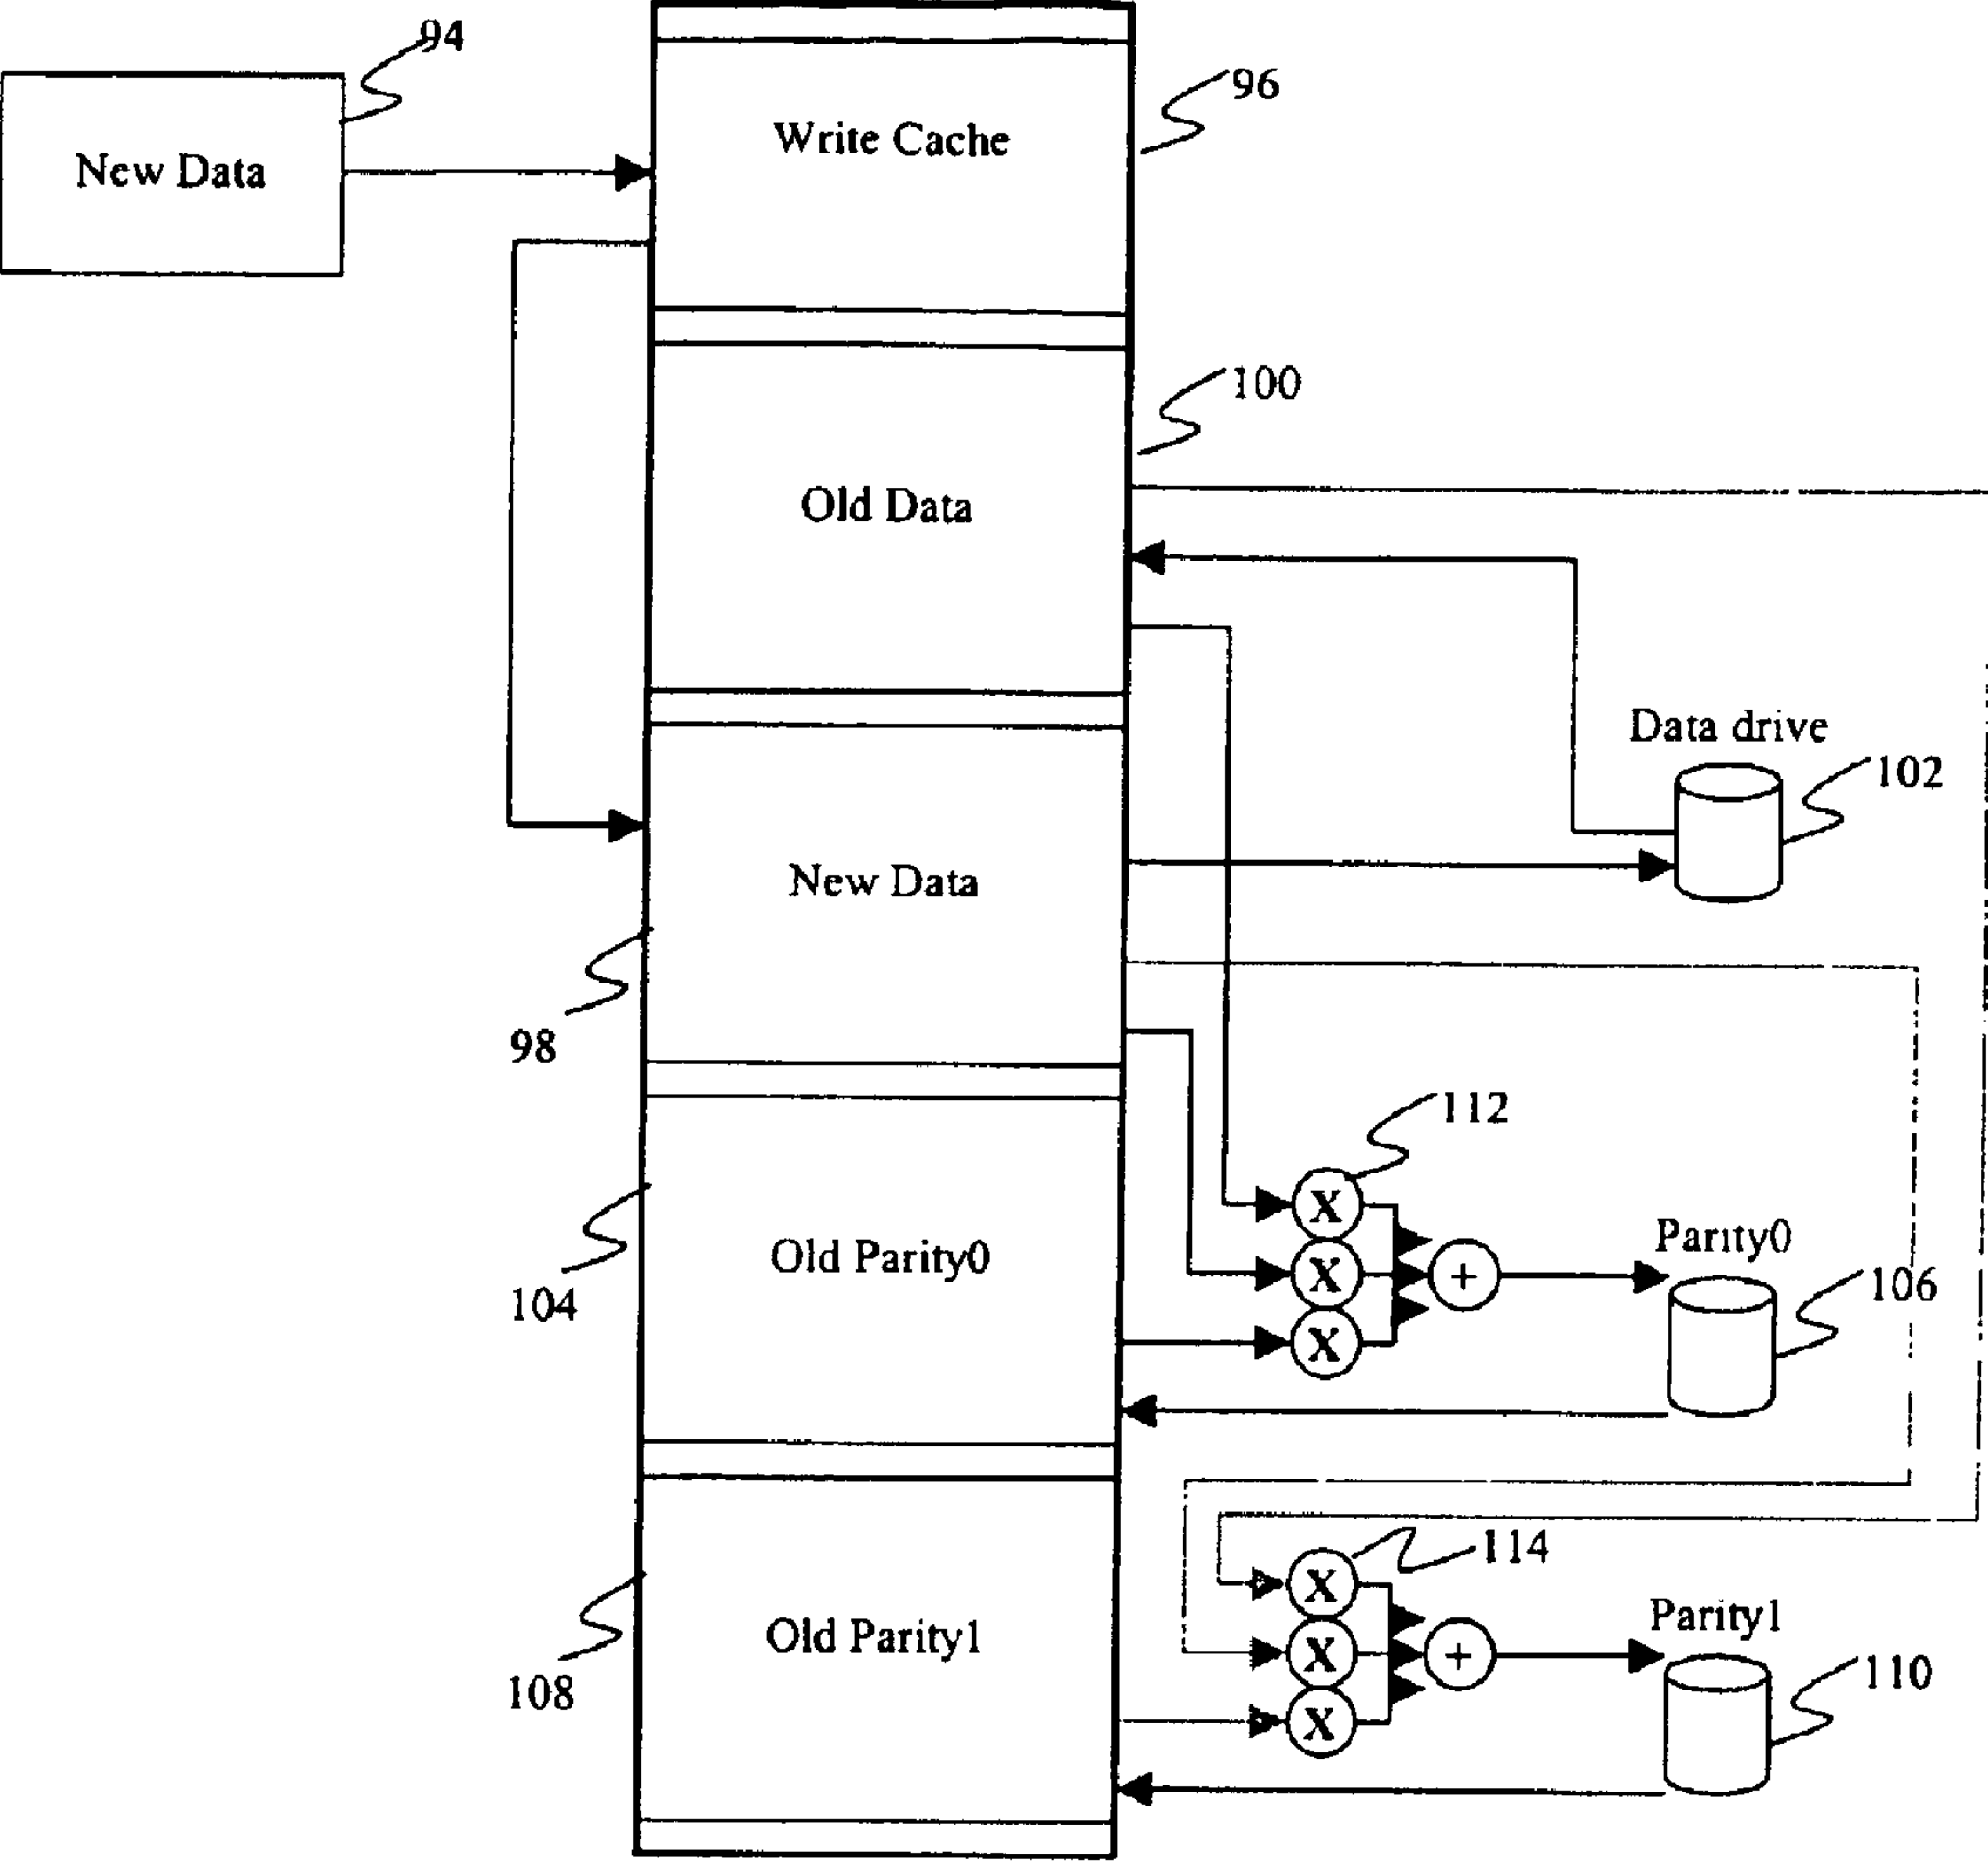 94
New Data
Write Cache
96
100
Old Data
Data drive
102
New Data
98
112
X
Parity0
Old Parity0
X
+
106
104
X
114
X
Parity1
Old Parity1
X
+
110
108
X